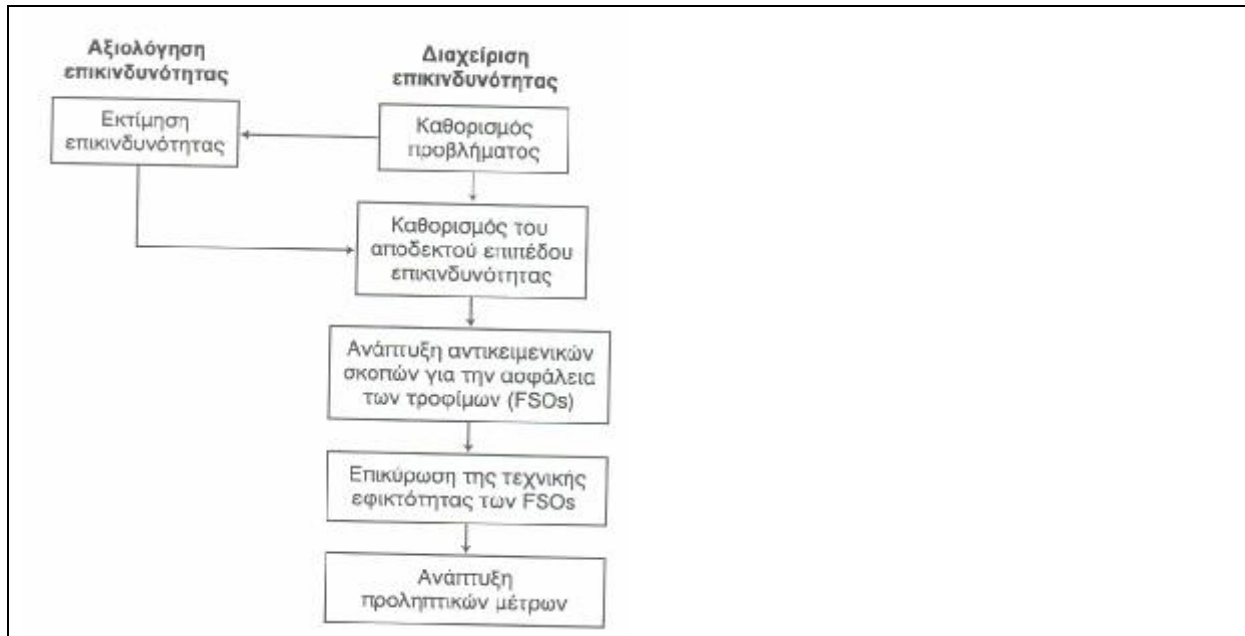 Αξιολόγηση
επικινδυνότητας
Διαχείριση
επικινδυνότητας
Εκτίμηση
επικινδυνότητας
Καθορισμός
προβλήματος
Καθορισμός του
αποδεκτού επιπέδου
επικινδυνότητας
Ανάπτυξη αντικειμενικών
σκοπών για την ασφάλεια
των τροφίμων (FSOs)
Επικύρωση της τεχνικής
εφικτότητας των FSOs
Ανάπτυξη
προληπτικών μέτρων